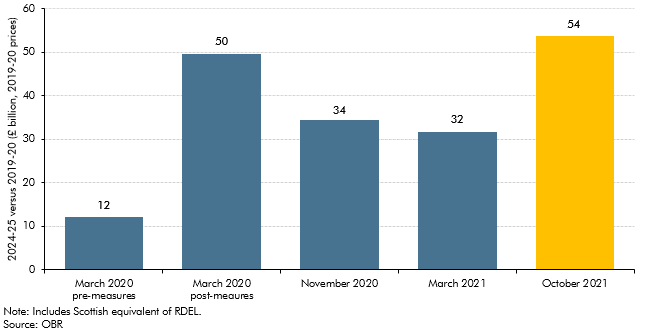 2024-25 versus 2019-20 (£ billion, 2019-20 prices)
60
50
40
30
20
10
0
12
50
34
32
54
March 2020
pre-measures
March 2020
post-meaures
November 2020
March 2021
October 2021
Note: Includes Scottish equivalent of RDEL.
Source: OBR